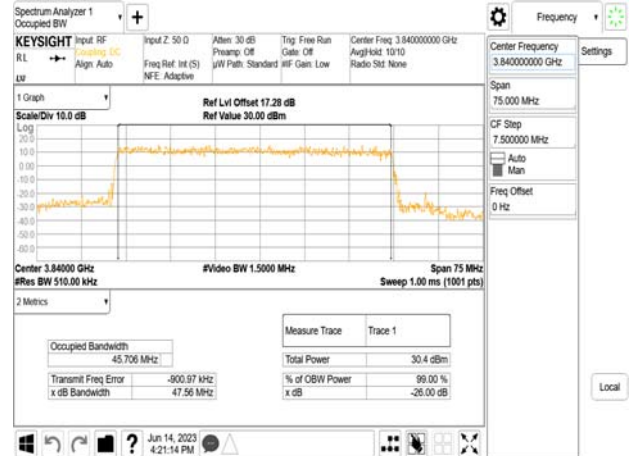 Spectrum Analyzer 1
Occupied BW
+
Frequency
KEYSIGHT
Input: RF
Coupling: DC
Align: Auto
Input Z: 50 Ω
Freq Ref: Int (S)
NFE: Adaptive
Atten: 30 dB
Preamp: Off
µW Path: Standard
Trig: Free Run
Gate: Off
#IF Gain: Low
Center Freq: 3.840000000 GHz
Avg|Hold: 10/10
Radio Std: None
RL
LV
Center Frequency
3.840000000 GHz
Settings
Span
75.000 MHz
CF Step
7.500000 MHz
Auto
Man
Freq Offset
0 Hz
Local
1 Graph
Scale/Div 10.0 dB
Ref Lvl Offset 17.28 dB
Ref Value 30.00 dBm
Log
20.0
10.0
0.00
-10.0
-20.0
-30.0
-40.0
-50.0
-60.0
Center 3.84000 GHz
#Res BW 510.00 kHz
#Video BW 1.5000 MHz
Span 75 MHz
Sweep 1.00 ms (1001 pts)
2 Metrics
Measure Trace Trace 1
Occupied Bandwidth
45.706 MHz
Total Power 30.4 dBm
Transmit Freq Error -900.97 kHz
% of OBW Power 99.00 %
x dB Bandwidth 47.56 MHz
x dB -26.00 dB
?
Jun 14, 2023
4:21:14 PM